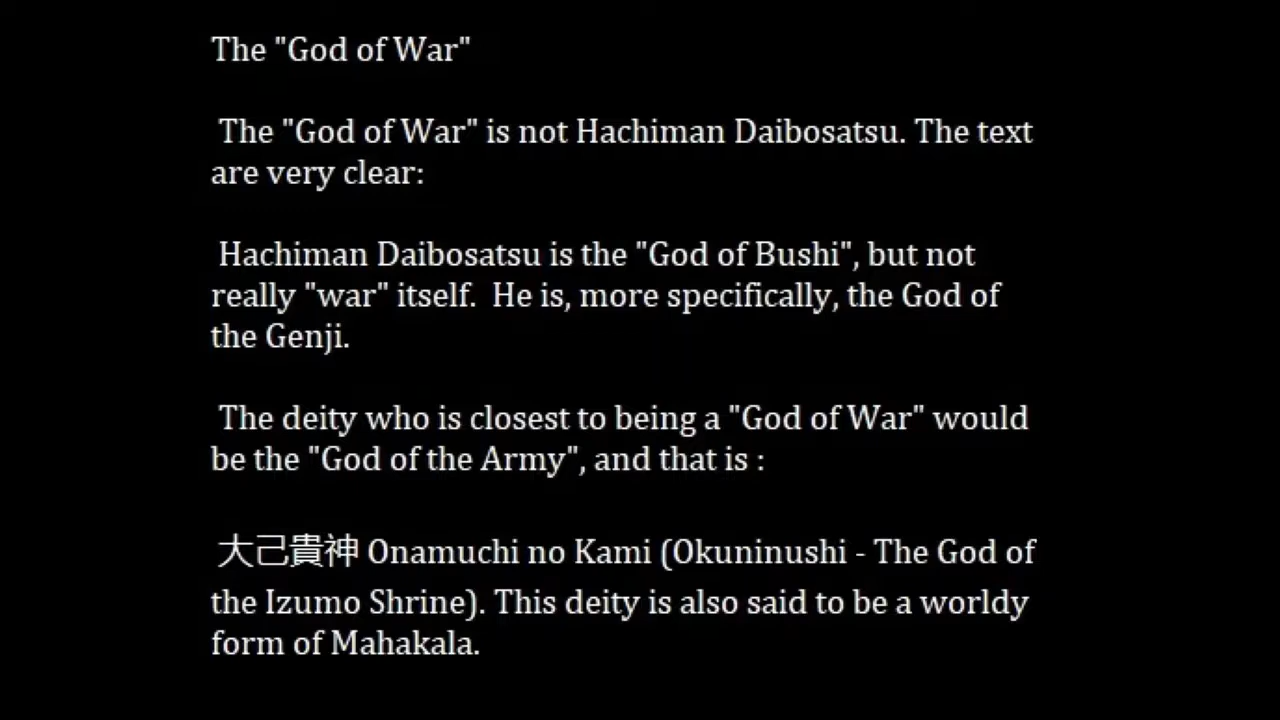 The "God of War"
The "God of War" is not Hachiman Daibosatsu. The text
are very clear:
Hachiman Daibosatsu is the "God of Bushi", but not
really "war" itself.  He is, more specifically, the God of
the Genji.
The deity who is closest to being a "God of War" would
be the "God of the Army", and that is :
大己貴神 Onamuchi no Kami (Okuninushi - The God of
the Izumo Shrine). This deity is also said to be a worldy
form of Mahakala.